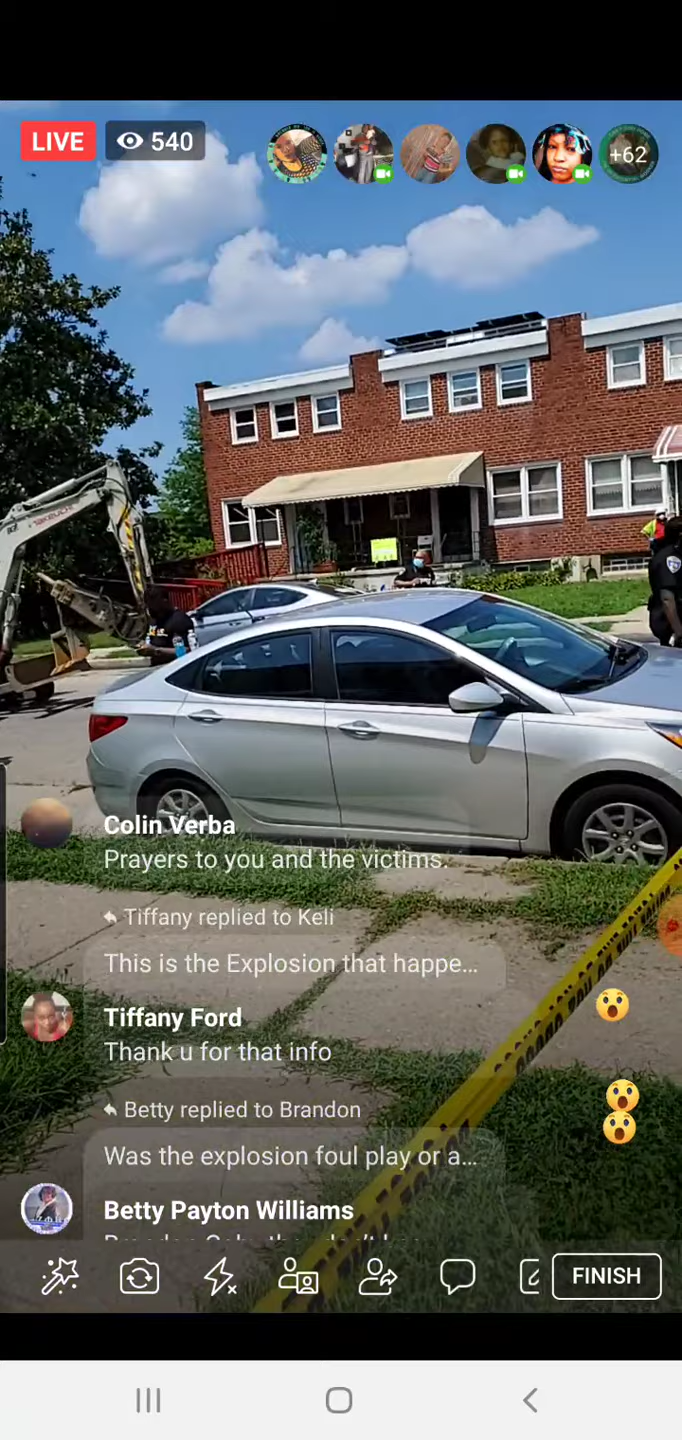 LIVE
540
+62
TAKEUCHI
Colin Verba
Prayers to you and the victims.
Tiffany replied to Keli
This is the Explosion that happe...
Tiffany Ford
Thank u for that info
Betty replied to Brandon
Was the explosion foul play or a...
Betty Payton Williams
FINISH